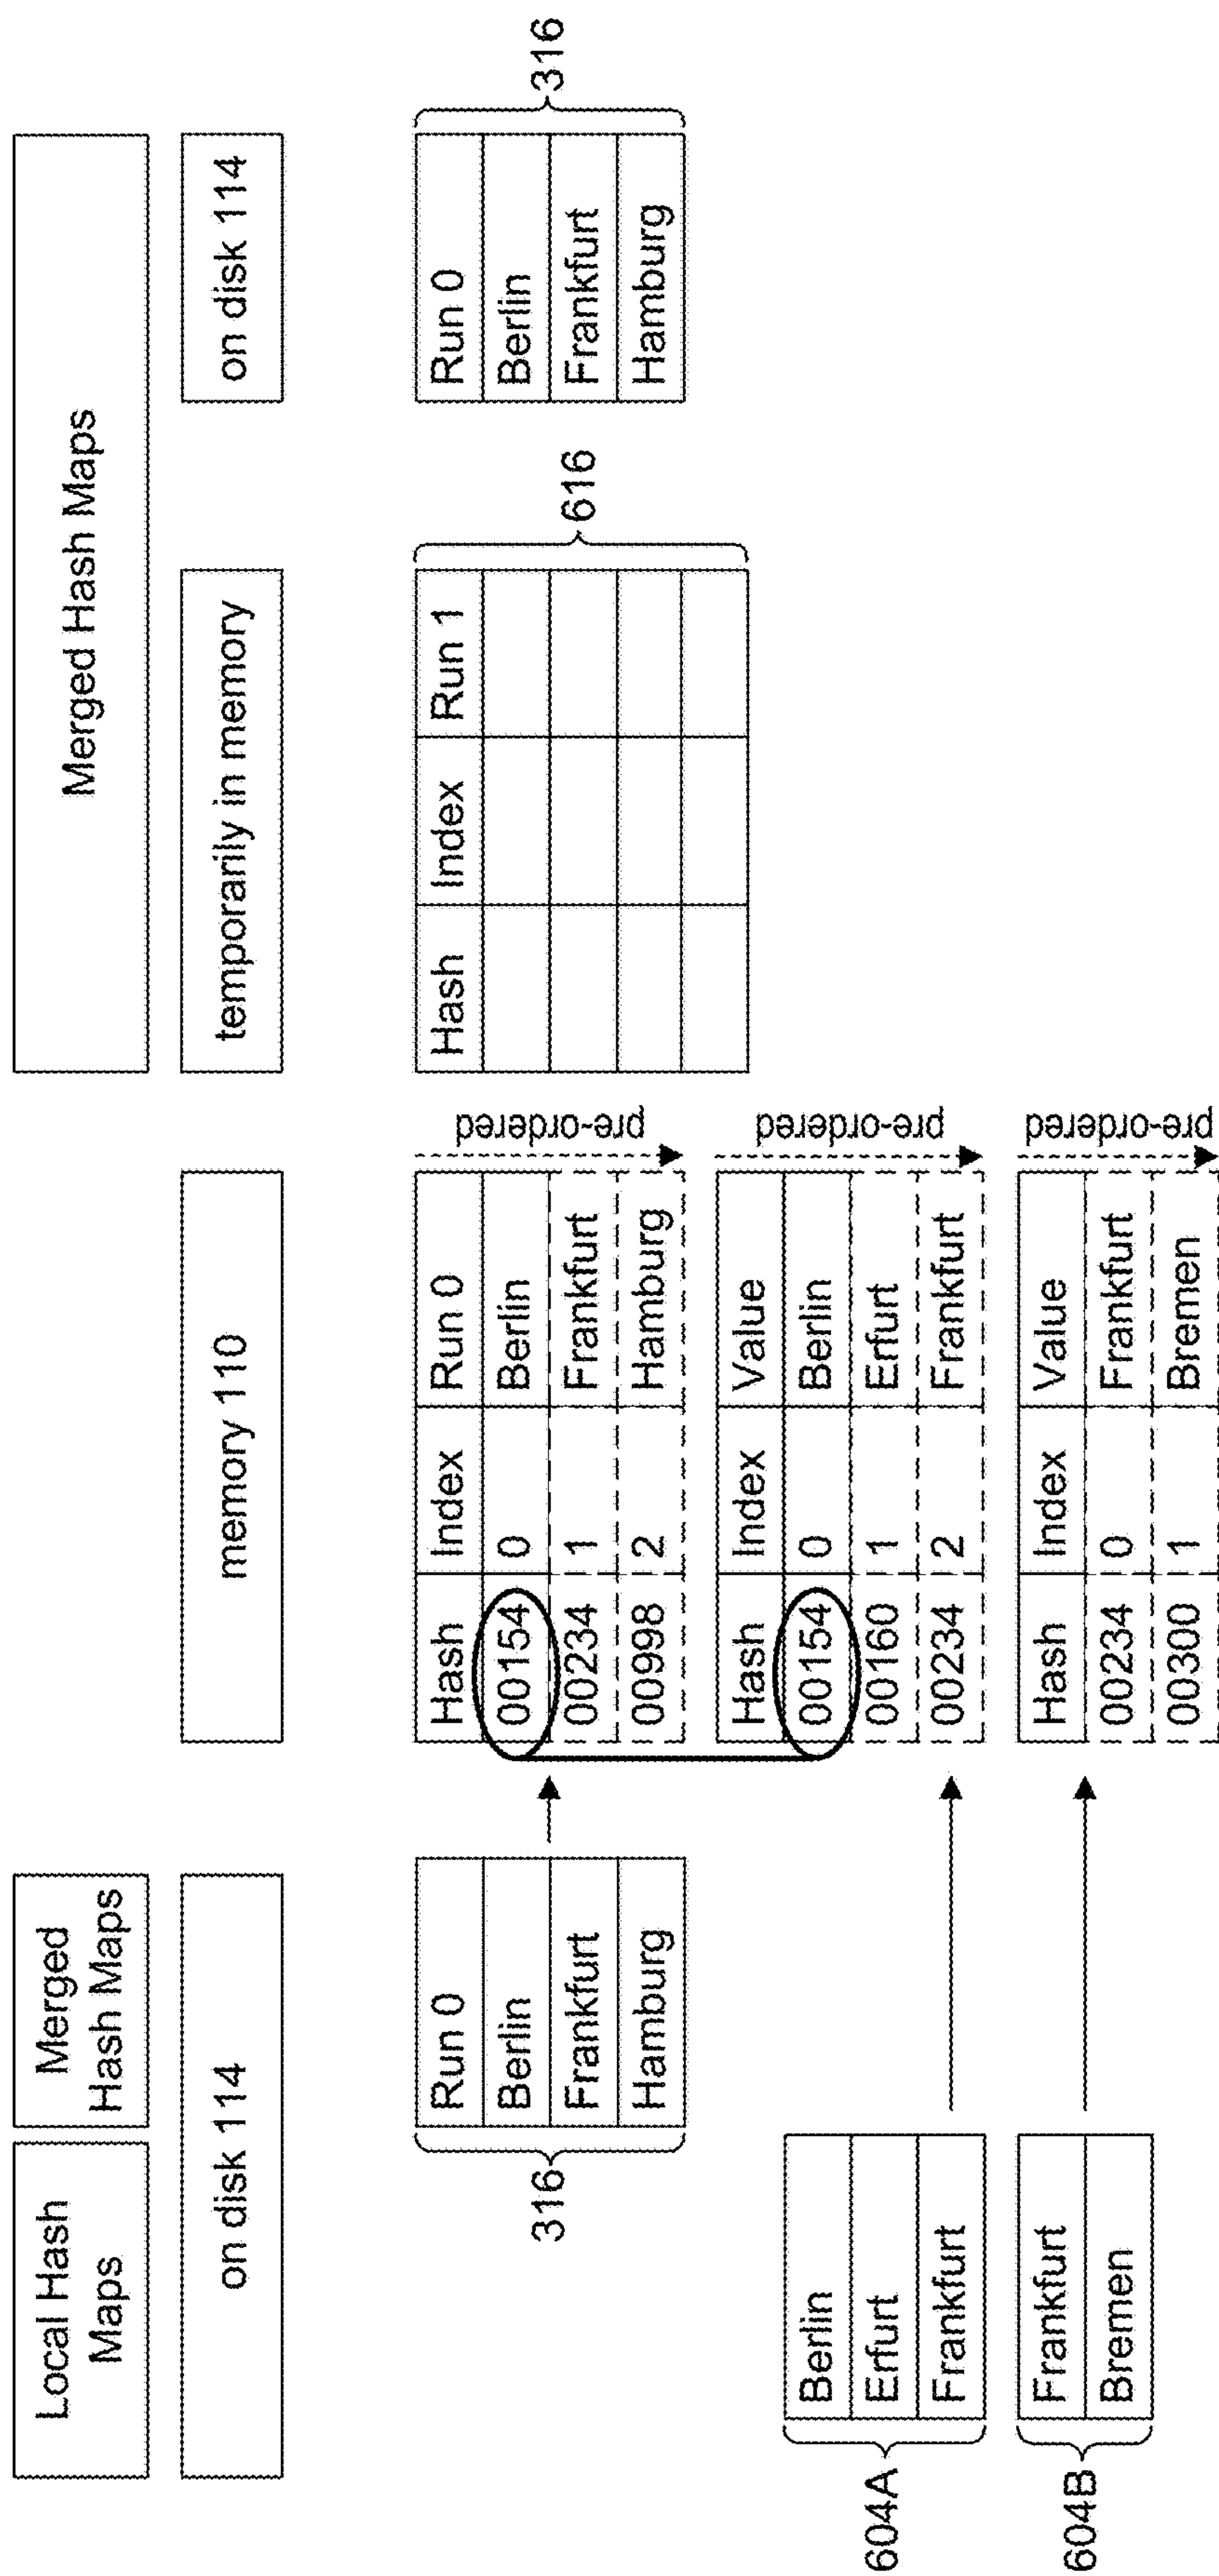 Local Hash
Maps
Merged
Hash Maps
Merged Hash Maps
on disk 114
memory 110
temporarily in memory
on disk 114
316
Run 0
Berlin
Frankfurt
Hamburg
Hash Index Run 0
00154 0 Berlin
00234 1 Frankfurt
00998 2 Hamburg
pre-ordered
Hash Index Run 1
616
Run 0
Berlin
Frankfurt
Hamburg
316
604A
Berlin
Erfurt
Frankfurt
Hash Index Value
00154 0 Berlin
00160 1 Erfurt
00234 2 Frankfurt
pre-ordered
604B
Frankfurt
Bremen
Hash Index Value
00234 0 Frankfurt
00300 1 Bremen
pre-ordered